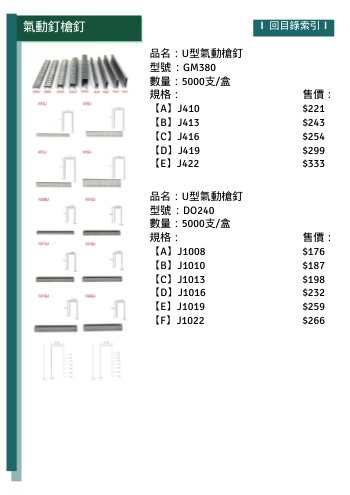 氣動釘槍釘
回目錄索引
品名：U型氣動槍釘
型號：GM380
數量：5000支/盒
規格： 售價：
【A】J410 $221
【B】J413 $243
【C】J416 $254
【D】J419 $299
【E】J422 $333
品名：U型氣動槍釘
型號：DO240
數量：5000支/盒
規格： 售價：
【A】J1008 $176
【B】J1010 $187
【C】J1013 $198
【D】J1016 $232
【E】J1019 $259
【F】J1022 $266